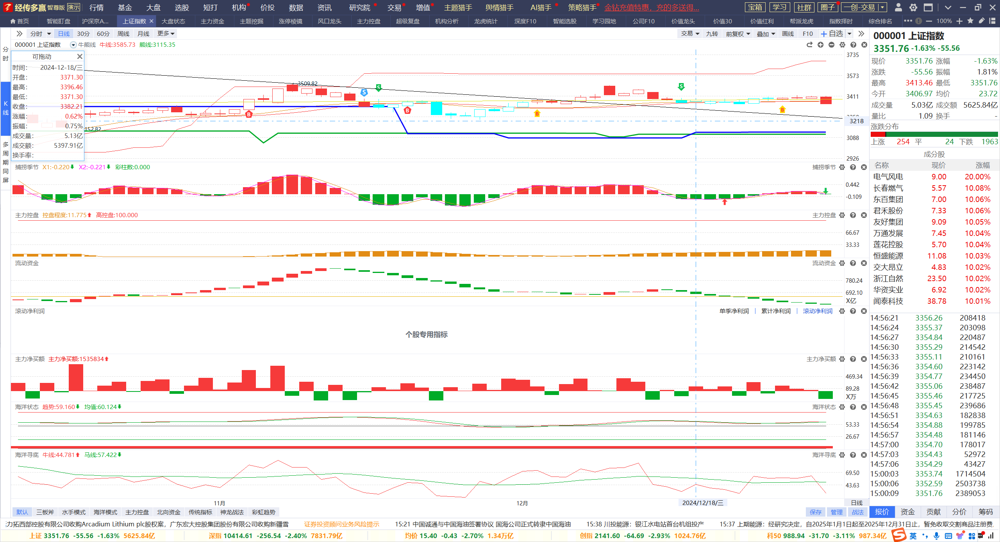 经传多赢 智尊版 演示 行情 基金 大盘 选股 短打 机构 价投 数据 资讯 研究院 交易 增值 主题猎手 舆情猎手 AI猎手 策略猎手 金钻充值特惠，充的多送得... 宝箱 学习 社群 圈子 一创-交易
首页 智能盯盘 沪深京A... 上证指数 大盘状态 主力资金 主题挖掘 涨停棱镜 风口龙头 主力控盘 超级复盘 机构分析 龙虎统计 深度F10 智能选股 学习园地 公司F10 价值龙头 价值30 价值红利 帮派龙虎 指数择时 综合排名 100%
分时 日线 30分 60分 周线 月线 更多 交易 九转 前复权 叠加 画线 F10 自选
000001 上证指数 牛熊线 牛线:3585.73 熊线:3115.35
分时
K线
多周期同屏
可拖动
时间: 2024-12-18/三
开盘: 3371.30
最高: 3396.46
最低: 3371.30
收盘: 3382.21
涨幅: 0.62%
振幅: 0.75%
成交量: 5.13亿
成交额: 5397.91亿
换手率:
3509.82
152.82
S
S
S
B
B
B
B
3735
3573
3411
3218
3088
2926
捕捞季节 X1:-0.220 X2:-0.221 彩柱数:0.000 捕捞季节
0.442
-0.109
主力控盘 控盘程度:11.775 高控盘:100.000 主力控盘
66.67
33.33
流动资金 流动资金
780.24
692.10
X亿
滚动净利润 单季净利润 累计净利润 滚动净利润
个股专用指标
主力净买额 主力净买额:1535834 主力净买额
469.34
89.28
X万
海洋状态 趋势:59.160 均值:60.124 海洋状态
53.33
26.67
海洋寻底 牛线:44.781 马线:57.422 海洋寻底
69.50
43.63
11月 12月 2024/12/18/三 日线
默认 三板斧 水手模式 海洋模式 主力控盘 北向资金 传统指标 神龙战法 彩虹趋势 保存 管理 战法
000001 上证指数
3351.76 -1.63% -55.56
现价 3351.76 涨幅 -1.63%
涨跌 -55.56 振幅 1.81%
最高 3413.46 最低 3351.76
今开 3406.97 均价 23.72
成交量 5.03亿 成交额 5625.84亿
量比 1.09 换手 -
涨跌分布
上涨 254 平 24 下跌 1963
成分股
名称 现价 涨幅
电气风电 9.00 20.00%
长春燃气 5.57 10.08%
东百集团 7.00 10.06%
君禾股份 7.33 10.06%
友好集团 9.09 10.05%
万通发展 7.45 10.04%
莲花控股 5.70 10.04%
恒盛能源 11.08 10.03%
交大昂立 4.83 10.02%
浙江自然 23.50 10.02%
华资实业 6.92 10.02%
闻泰科技 38.78 10.01%
14:56:21 3356.26 208418
14:56:24 3355.37 203098
14:56:27 3354.84 220487
14:56:30 3355.29 214542
14:56:33 3355.11 210161
14:56:36 3354.60 223142
14:56:39 3354.77 234450
14:56:42 3355.06 238487
14:56:45 3355.46 217725
14:56:48 3355.45 239686
14:56:51 3354.63 182838
14:56:54 3354.88 199785
14:56:57 3354.48 181146
14:57:00 3354.70 178017
14:57:03 3354.43 52972
14:57:06 3354.29 43427
15:00:03 3353.74 1714504
15:00:06 3352.59 2503738
15:00:09 3351.76 2389053
报价 资金 贡献 分价 筹码
力拓西部控股有限公司收购Arcadium Lithium plc股权案，广东宏大控股集团股份有限公司收购新疆雪 证券投资顾问业务风险提示 15:21 中国诚通与中国海油签署协议 国海公司正式转隶中国海油 15:38 川投能源：银江水电站首台机组投产 15:37 上期能源：经研究决定，自2025年1月1日起至2025年12月31日止，暂免收取交割商品注册费,
上证 3351.76 -55.56 -1.63% 5625.84亿 深指 10414.61 -256.54 -2.40% 7831.79亿 均价 15.40 -0.43 -2.70% 1.34万亿 创指 2141.60 -64.69 -2.93% 1024.76亿 科50 988.94 -31.70 -3.11% 987.34亿 英